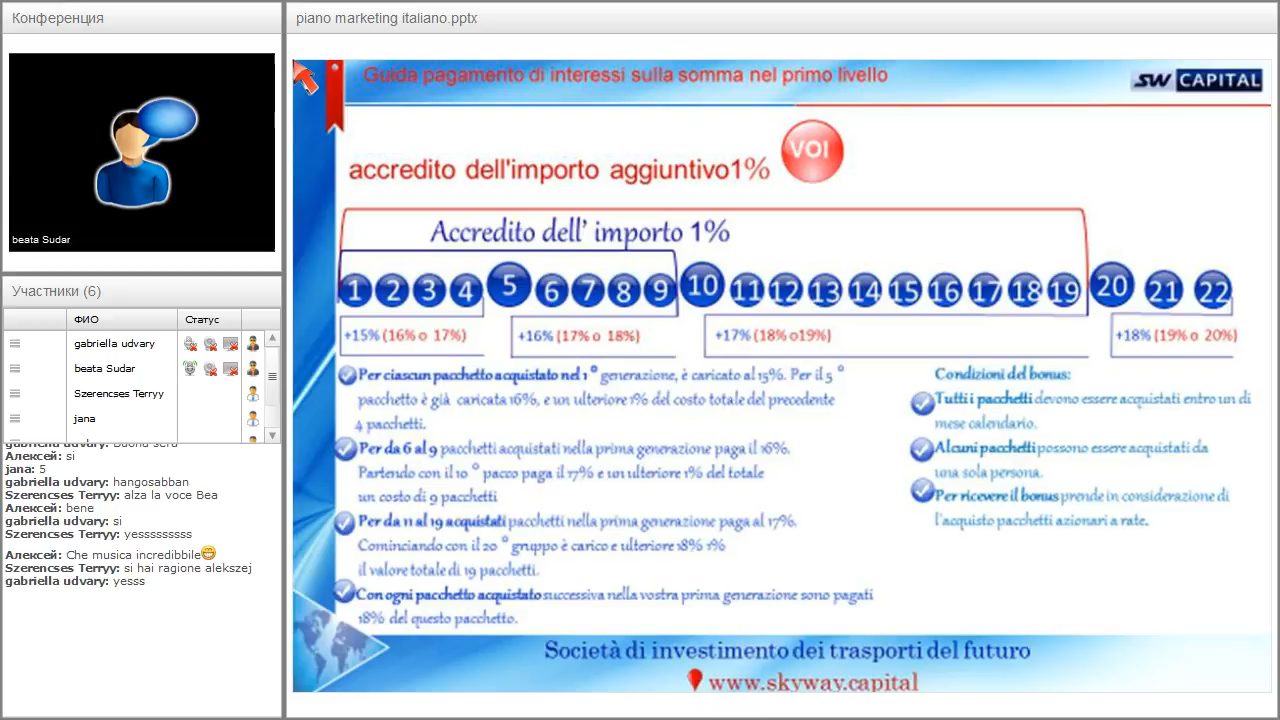 Конференция
beata Sudar
Участники (6)
ФИО Статус
gabriella udvary
beata Sudar
Szerencses Terryy
jana
gabriella udvary: Buona sera
Алексей: si
jana: 5
gabriella udvary: hangosabban
Szerencses Terryy: alza la voce Bea
Алексей: bene
gabriella udvary: si
Szerencses Terryy: yesssssssss
Алексей: Che musica incredibbile
Szerencses Terryy: si hai ragione alekszej
gabriella udvary: yesss
piano marketing italiano.pptx
Guida pagamento di interessi sulla somma nel primo livello
SW CAPITAL
accredito dell'importo aggiuntivo1%
VOI
Accredito dell' importo 1%
1 2 3 4 5 6 7 8 9 10 11 12 13 14 15 16 17 18 19 20 21 22
+15% (16% o 17%)
+16% (17% o 18%)
+17% (18% o19%)
+18% (19% o 20%)
Per ciascun pacchetto acquistato nel 1° generazione, è caricato al 15%. Per il 5 °
pacchetto è già caricata 16%, e un ulteriore 1% del costo totale del precedente
4 pacchetti.
Per da 6 al 9 pacchetti acquistati nella prima generazione paga il 16%.
Partendo con il 10 ° pacco paga il 17% e un ulteriore 1% del totale
un costo di 9 pacchetti
Per da 11 al 19 acquistati pacchetti nella prima generazione paga al 17%.
Cominciando con il 20 ° gruppo è carico e ulteriore 18% 1%
il valore totale di 19 pacchetti.
Con ogni pacchetto acquistato successiva nella vostra prima generazione sono pagati
18% del questo pacchetto.
Condizioni del bonus:
Tutti i pacchetti devono essere acquistati entro un di
mese calendario.
Alcuni pacchetti possono essere acquistati da
una sola persona.
Per ricevere il bonus prende in considerazione di
l'acquisto pacchetti azionari a rate.
Società di investimento dei trasporti del futuro
www.skyway.capital